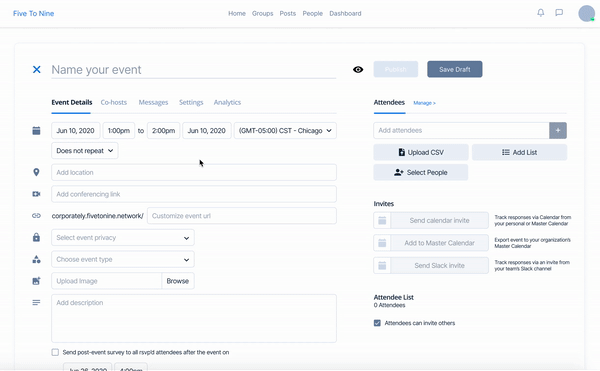 Five To Nine
Home Groups Posts People Dashboard
Name your event
Publish Save Draft
Event Details Co-hosts Messages Settings Analytics
Attendees Manage >
Jun 10, 2020 1:00pm to 2:00pm Jun 10, 2020 (GMT-05:00) CST - Chicago
Add attendees +
Does not repeat
Upload CSV Add List
Add location
Select People
Add conferencing link
Invites
corporately.fivetonine.network/ Customize event url
Send calendar invite
Track responses via Calendar from
your personal or Master Calendar
Select event privacy
Add to Master Calendar
Export event to your organization's
Master Calendar
Choose event type
Send Slack invite
Track responses via an invite from
your team's Slack channel
Upload Image Browse
Add description
Attendee List
0 Attendees
Attendees can invite others
Send post-event survey to all rsvp'd attendees after the event on
Jun 26, 2020 4:00pm